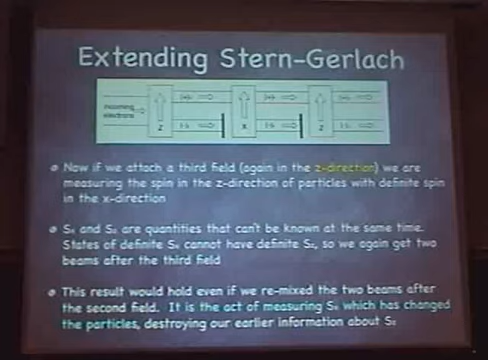 Extending Stern-Gerlach
incoming
electrons
z
x
z
Now if we attach a third field (again in the z-direction) we are
measuring the spin in the z-direction of particles with definite spin
in the x-direction
Sx and Sz are quantities that can't be known at the same time.
States of definite Sx cannot have definite Sz, so we again get two
beams after the third field
This result would hold even if we re-mixed the two beams after
the second field. It is the act of measuring Sx which has changed
the particles, destroying our earlier information about Sz